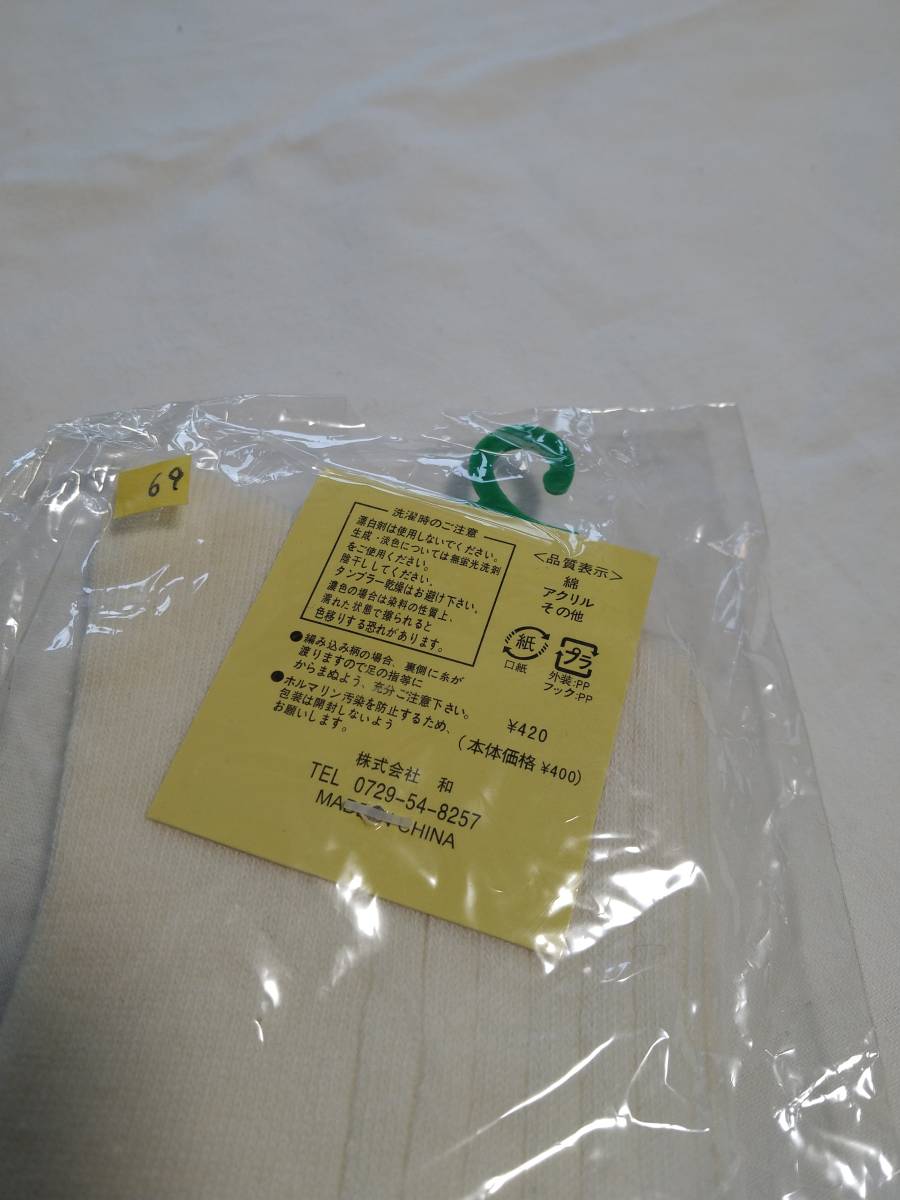 69
洗濯時のご注意
漂白剤は使用しないでください。
生成・淡色については無蛍光洗剤
をご使用ください。
陰干ししてください。
タンブラー乾燥はお避け下さい。
濃色の場合は染料の性質上、
濡れた状態で擦られると
色移りする恐れがあります。
●編み込み柄の場合、裏側に糸が
渡りますので足の指等に
からまぬよう、充分ご注意下さい。
●ホルマリン汚染を防止するため、
包装は開封しないよう
お願いします。
<品質表示>
綿
アクリル
その他
紙
口紙
プラ
外装:PP
フック:PP
¥420
(本体価格 ¥400)
株式会社 和
TEL 0729-54-8257
CHINA